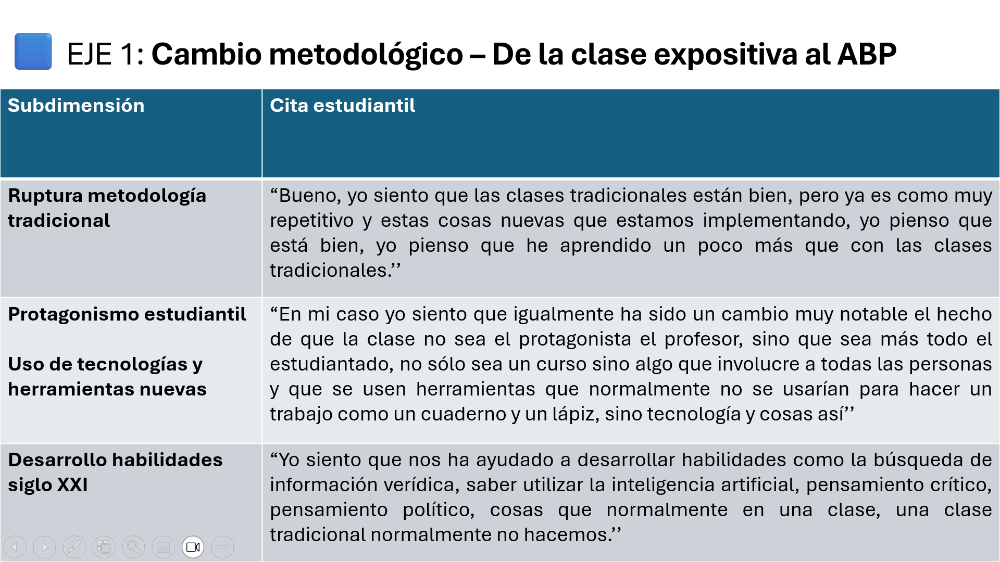 EJE 1: Cambio metodológico – De la clase expositiva al ABP
Subdimensión
Cita estudiantil
Ruptura metodología
tradicional
“Bueno, yo siento que las clases tradicionales están bien, pero ya es como muy
repetitivo y estas cosas nuevas que estamos implementando, yo pienso que
está bien, yo pienso que he aprendido un poco más que con las clases
tradicionales.’’
Protagonismo estudiantil
Uso de tecnologías y
herramientas nuevas
“En mi caso yo siento que igualmente ha sido un cambio muy notable el hecho
de que la clase no sea el protagonista el profesor, sino que sea más todo el
estudiantado, no sólo sea un curso sino algo que involucre a todas las personas
y que se usen herramientas que normalmente no se usarían para hacer un
trabajo como un cuaderno y un lápiz, sino tecnología y cosas así’’
Desarrollo habilidades
siglo XXI
“Yo siento que nos ha ayudado a desarrollar habilidades como la búsqueda de
información verídica, saber utilizar la inteligencia artificial, pensamiento crítico,
pensamiento político, cosas que normalmente en una clase, una clase
tradicional normalmente no hacemos.’’